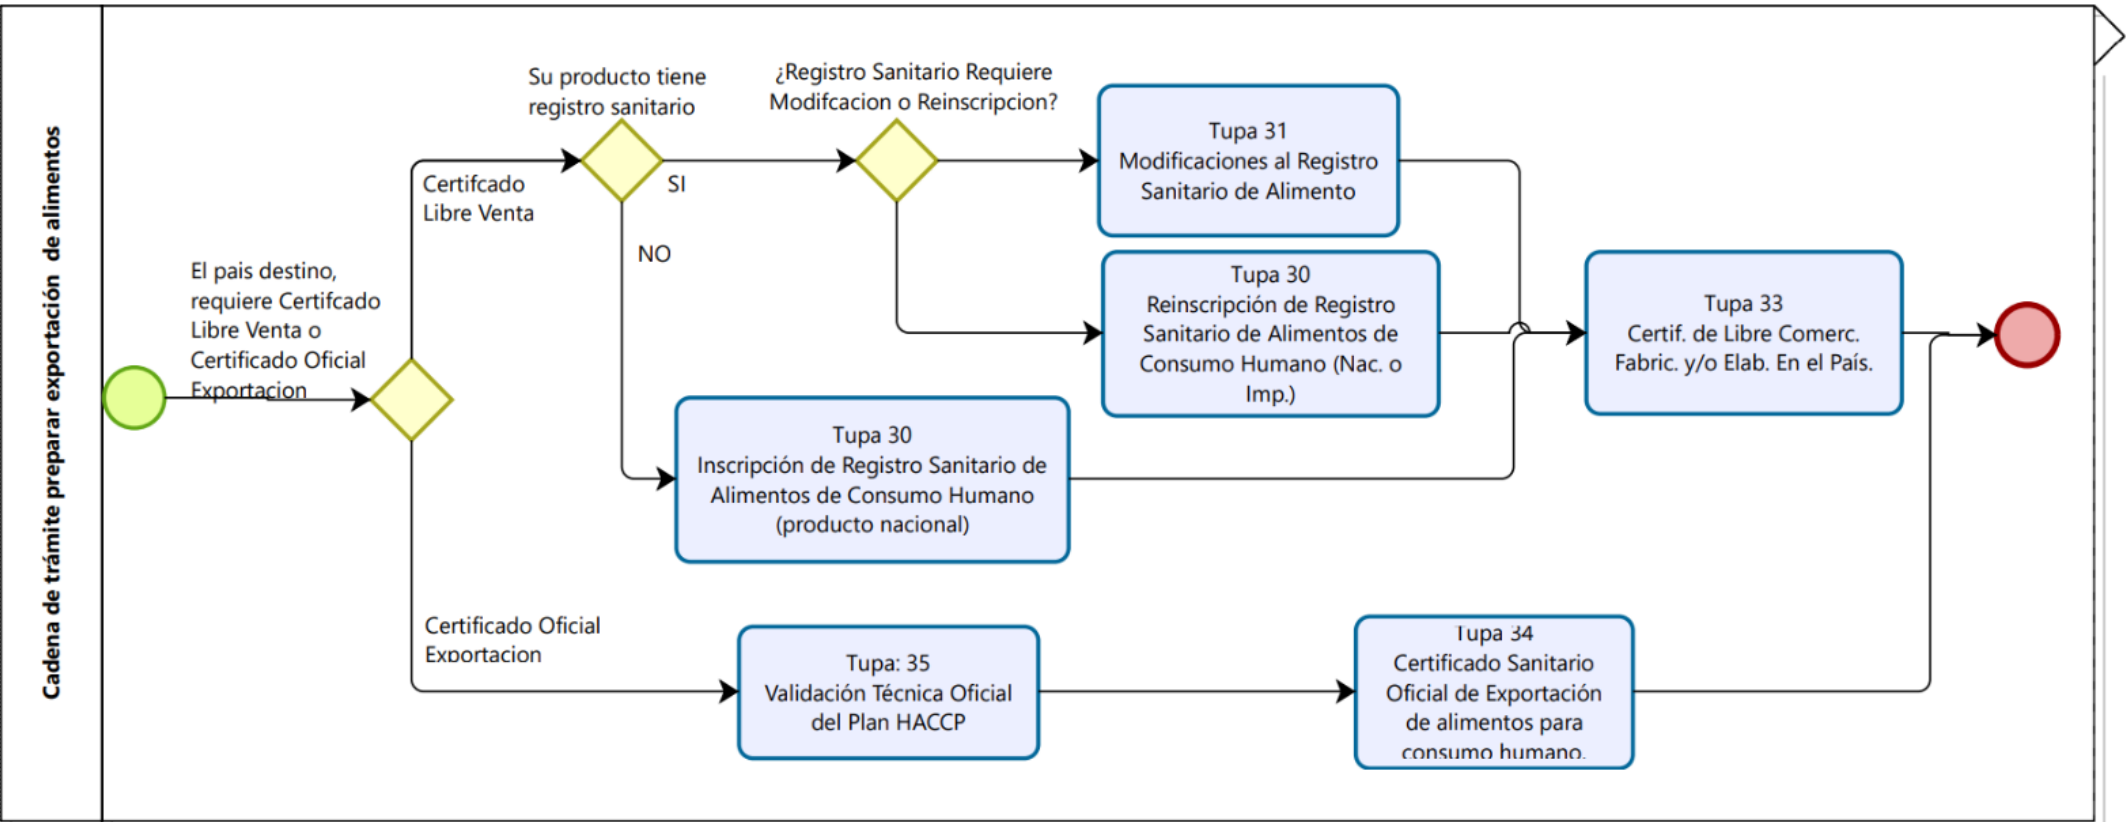 Cadena de trámite preparar exportación de alimentos
El pais destino,
requiere Certifcado
Libre Venta o
Certificado Oficial
Exportacion
Certifcado
Libre Venta
Su producto tiene
registro sanitario
SI
NO
¿Registro Sanitario Requiere
Modifcacion o Reinscripcion?
Tupa 31
Modificaciones al Registro
Sanitario de Alimento
Tupa 30
Reinscripción de Registro
Sanitario de Alimentos de
Consumo Humano (Nac. o
Imp.)
Tupa 30
Inscripción de Registro Sanitario de
Alimentos de Consumo Humano
(producto nacional)
Tupa 33
Certif. de Libre Comerc.
Fabric. y/o Elab. En el País.
Certificado Oficial
Exportacion
Tupa: 35
Validación Técnica Oficial
del Plan HACCP
Tupa 34
Certificado Sanitario
Oficial de Exportación
de alimentos para
consumo humano.